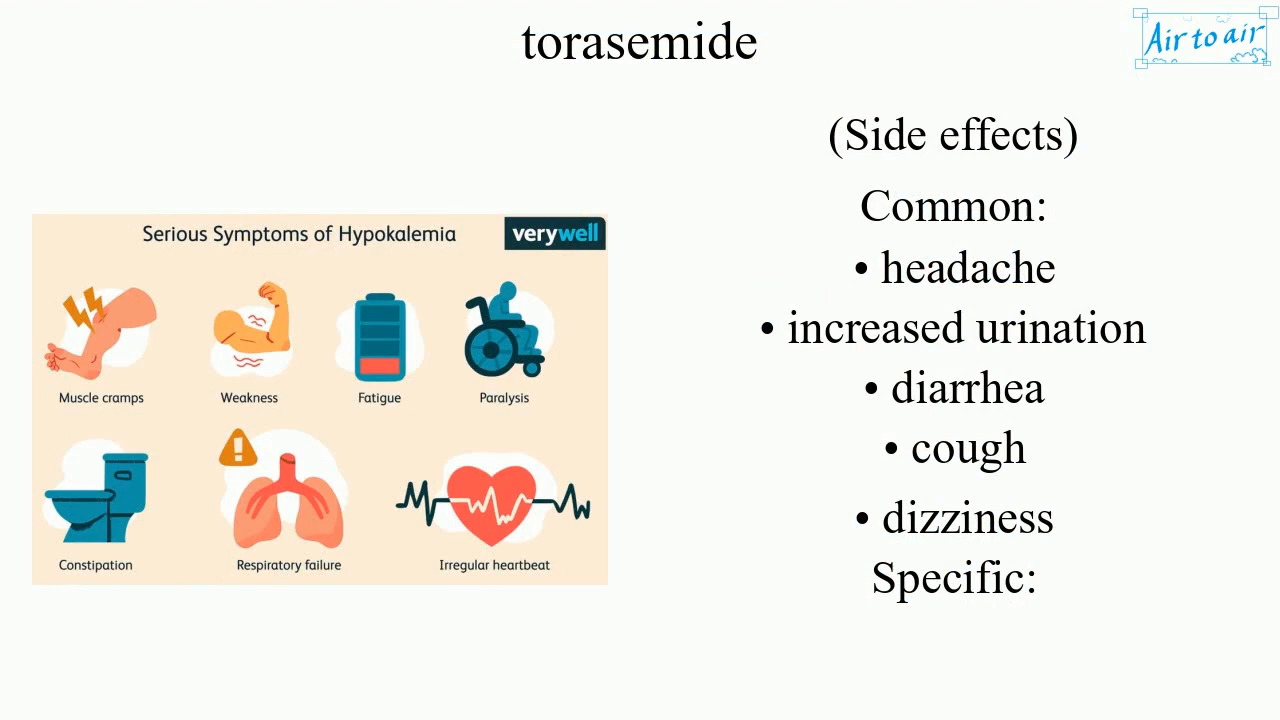 torasemide
Air to air
(Side effects)
Common:
• headache
• increased urination
• diarrhea
• cough
• dizziness
Specific:
Serious Symptoms of Hypokalemia
verywell
Muscle cramps
Weakness
Fatigue
Paralysis
Constipation
Respiratory failure
Irregular heartbeat